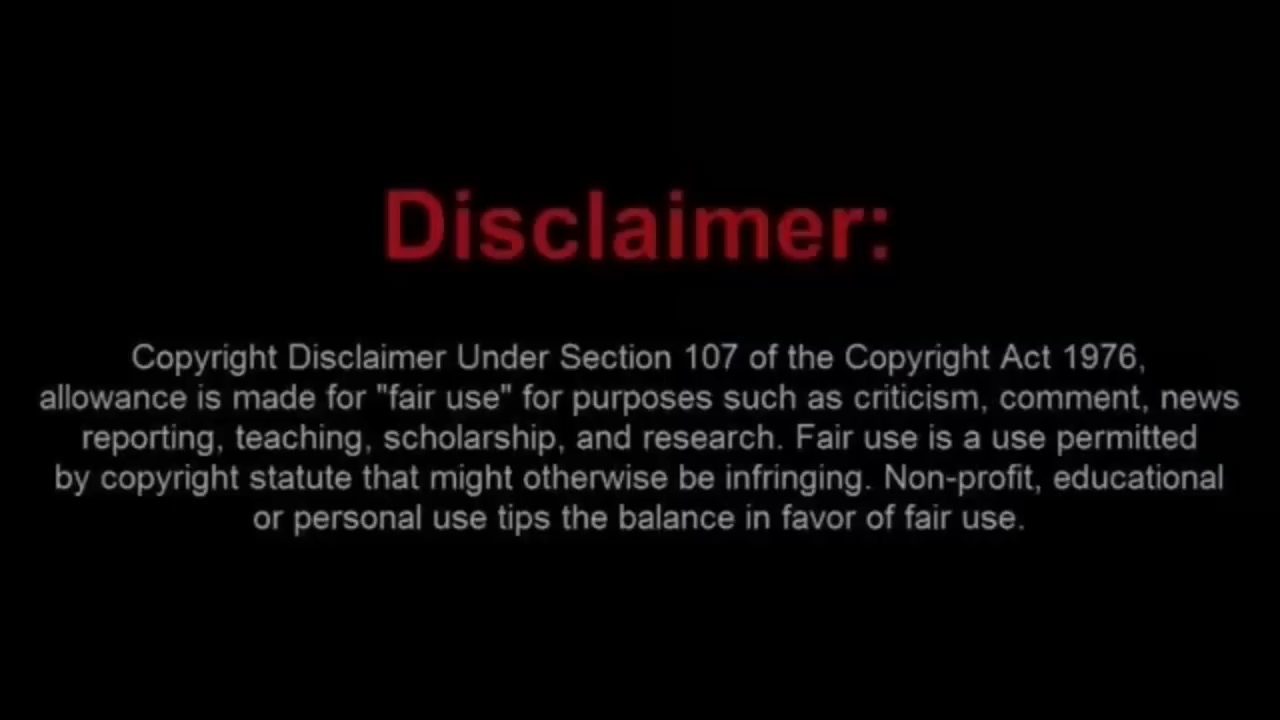 Disclaimer:
Copyright Disclaimer Under Section 107 of the Copyright Act 1976,
allowance is made for "fair use" for purposes such as criticism, comment, news
reporting, teaching, scholarship, and research. Fair use is a use permitted
by copyright statute that might otherwise be infringing. Non-profit, educational
or personal use tips the balance in favor of fair use.